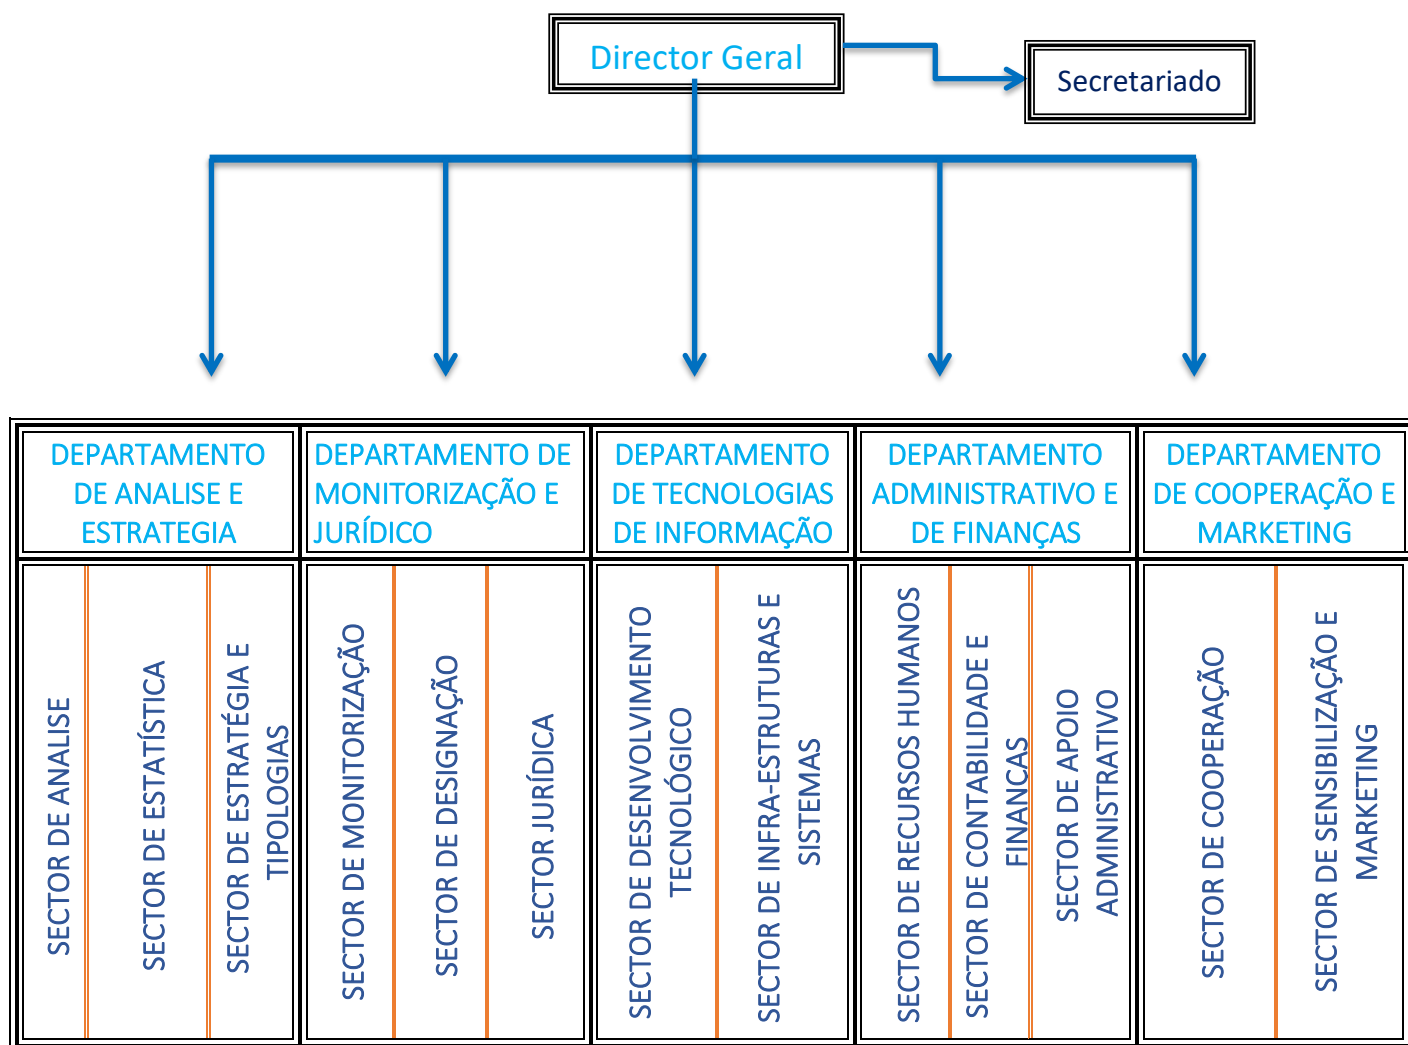 Director Geral
Secretariado
DEPARTAMENTO
DE ANALISE E
ESTRATEGIA
DEPARTAMENTO DE
MONITORIZAÇÃO E
JURÍDICO
DEPARTAMENTO
DE TECNOLOGIAS
DE INFORMAÇÃO
DEPARTAMENTO
ADMINISTRATIVO E
DE FINANÇAS
DEPARTAMENTO
DE COOPERAÇÃO E
MARKETING
SECTOR DE ANALISE
SECTOR DE ESTATÍSTICA
SECTOR DE ESTRATÉGIA E
TIPOLOGIAS
SECTOR DE MONITORIZAÇÃO
SECTOR DE DESIGNAÇÃO
SECTOR JURÍDICA
SECTOR DE DESENVOLVIMENTO
TECNOLÓGICO
SECTOR DE INFRA-ESTRUTURAS E
SISTEMAS
SECTOR DE RECURSOS HUMANOS
SECTOR DE CONTABILIDADE E
FINANCAS
SECTOR DE APOIO
ADMINISTRATIVO
SECTOR DE COOPERAÇÃO
SECTOR DE SENSIBILIZAÇÃO E
MARKETING